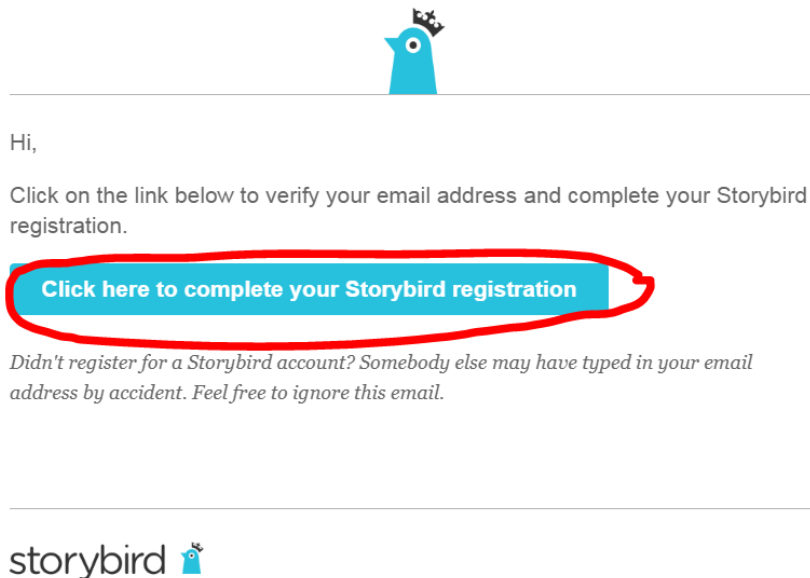 Hi,
Click on the link below to verify your email address and complete your Storybird
registration.
Click here to complete your Storybird registration
Didn't register for a Storybird account? Somebody else may have typed in your email
address by accident. Feel free to ignore this email.
storybird